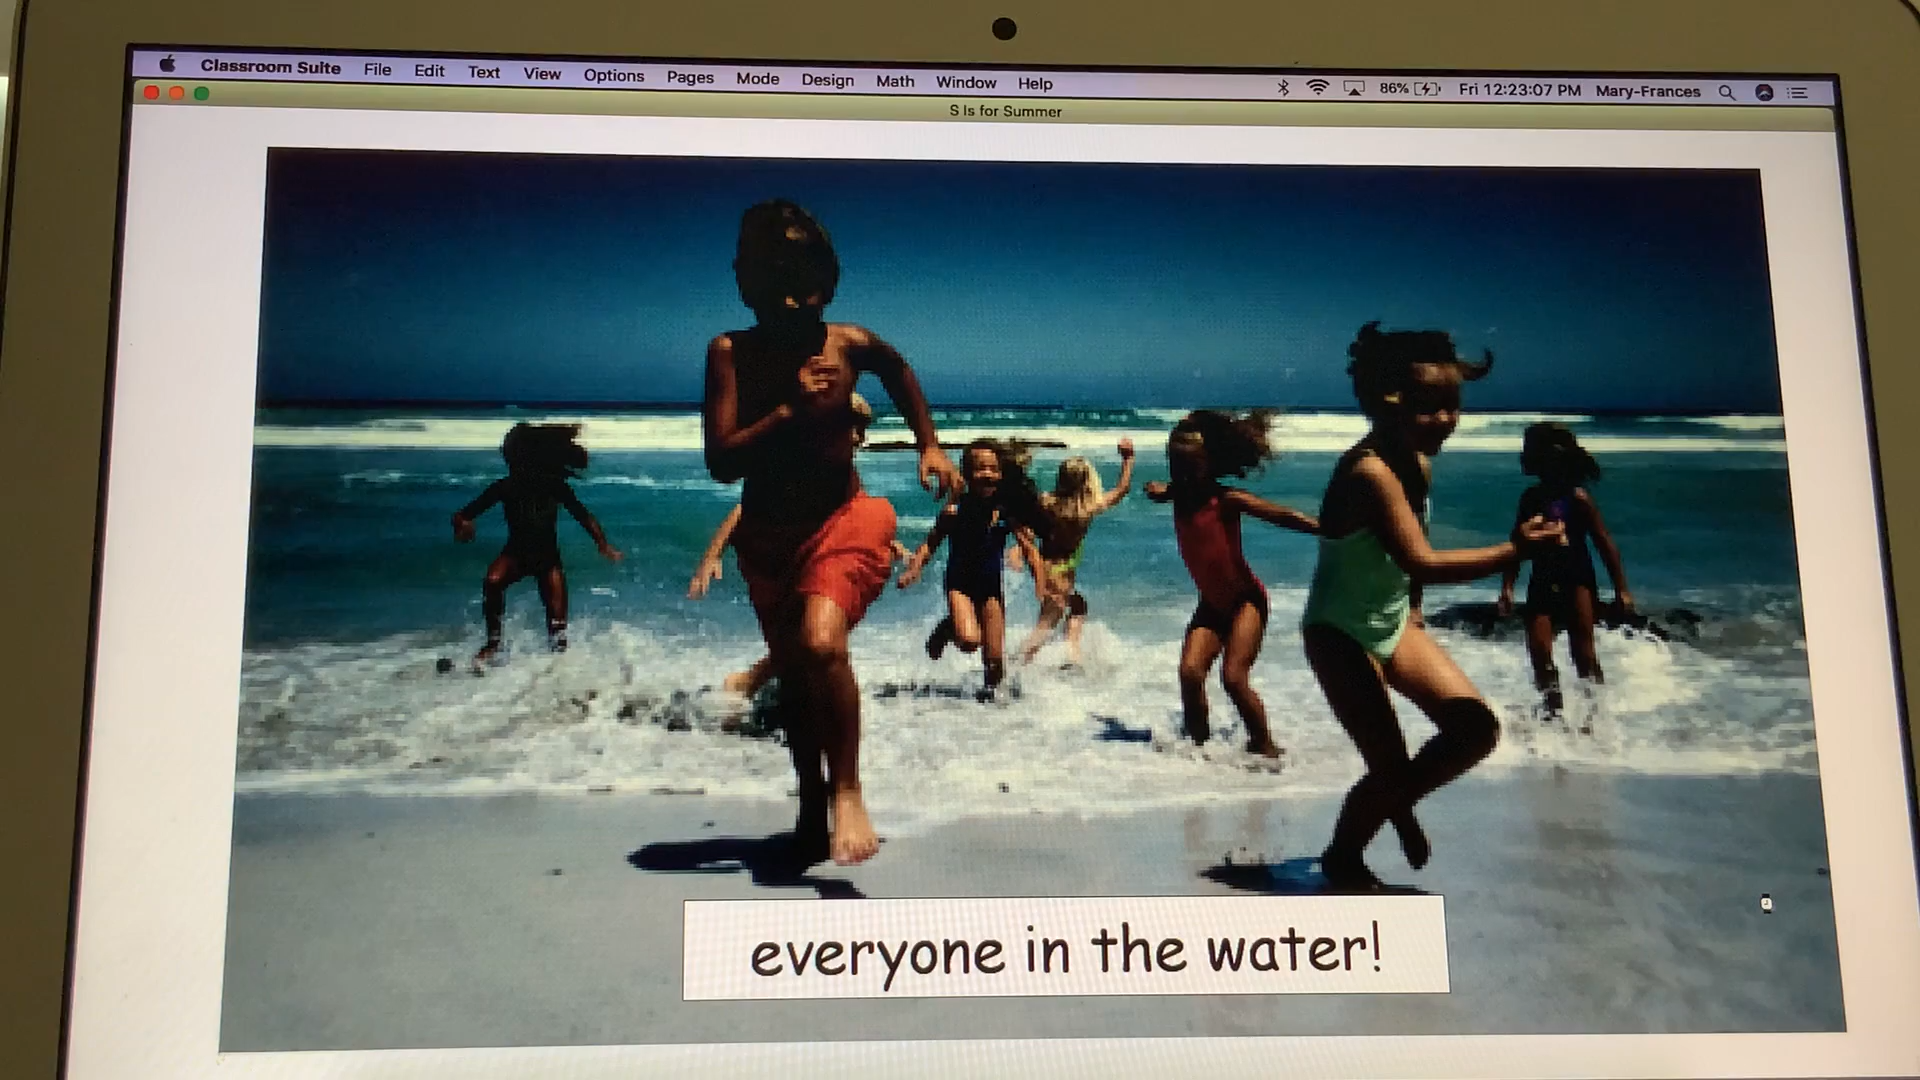 Classroom Suite File Edit Text View Options Pages Mode Design Math Window Help 86% Fri 12:23:07 PM Mary-Frances
S Is for Summer
everyone in the water!